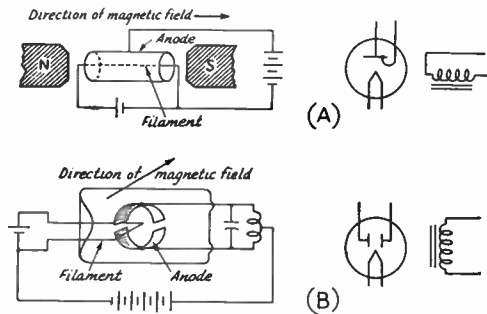 Direction of magnetic field
Anode
N
S
Filament
(A)
Direction of magnetic field
Filament
Anode
(B)